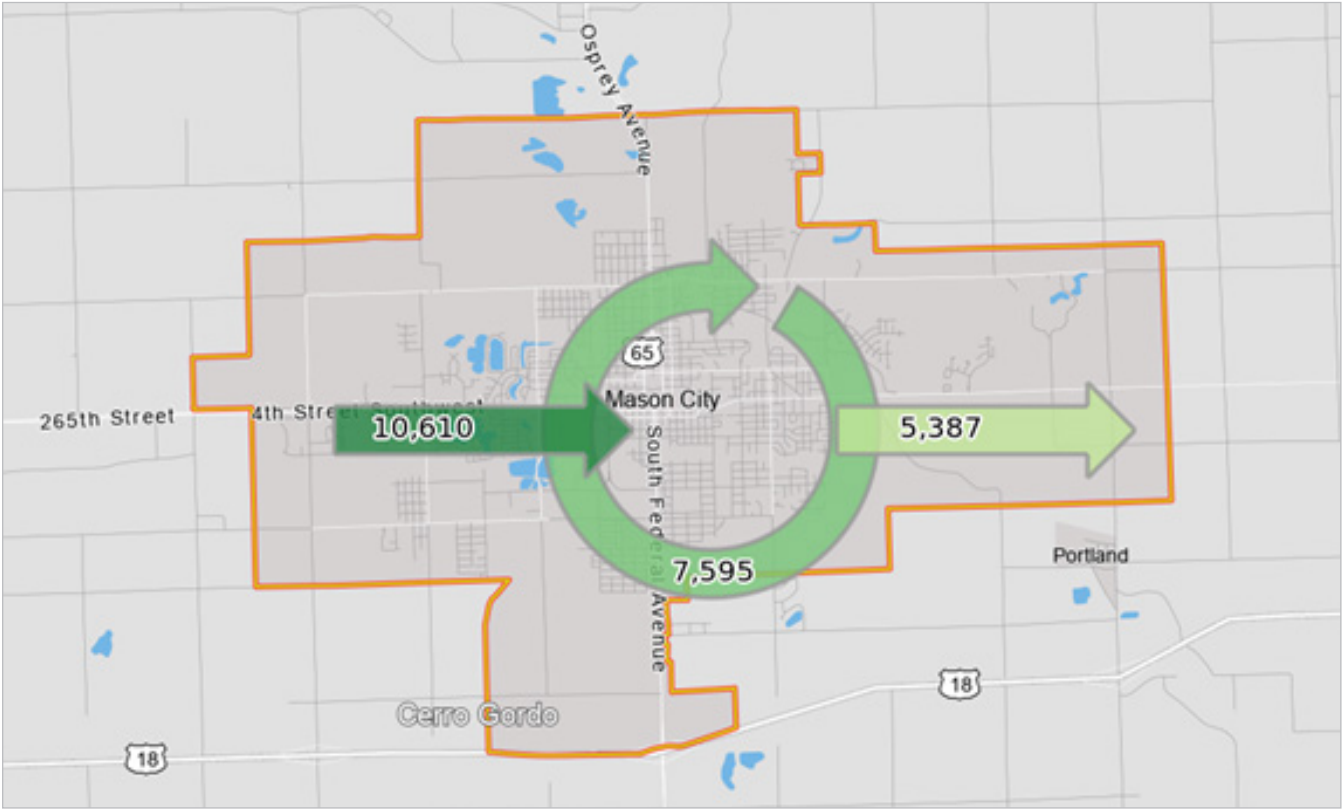 Osprey Avenue
65
Mason City
265th Street
4th Street Southwest
10,610
5,387
South Federal Avenue
7,595
Portland
18
Cerro Gordo
18